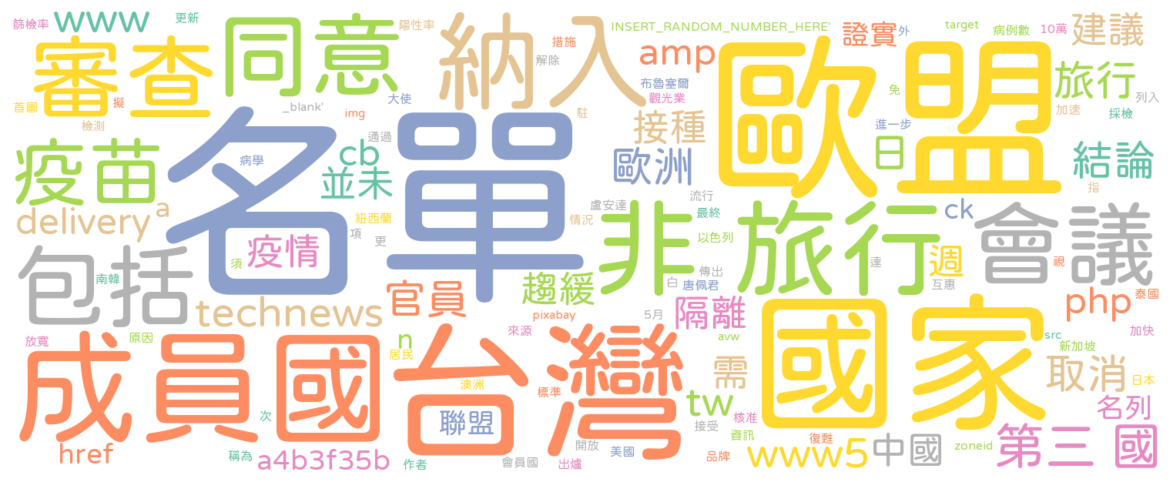 篩檢率 www 更新 同意 陽性率 納入 措施 解除 INSERT_RANDOM_NUMBER_HERE' 證實 外 target 病例數 10萬 建議
審查 首圖 擬 檢測 _blank' img 大使 駐 amp 布魯塞爾 觀光業 歐盟 免 進一步 旅行 加速 列入 採檢
疫苗 名單 病學 cb 並未 通過 接種 歐洲 日 結論 指
delivery a 紐西蘭 項 更 情況 盧安達 流行 最終 ck
包括 疫情 須 南韓 非 以色列 旅行 會議
technews 官員 趨緩 pixabay 傳出 唐佩君 白 連 週 互惠 視 php 泰國
放寬 原因 n 來源 5月 隔離 avw src 加快
成員國 居民 台灣 澳洲 標準 需 國家 新加坡 取消 日本
次 聯盟 tw 接受 核准 資訊 名列
href 稱為 a4b3f35b 作者 會員國 出爐 開放 美國 品牌 復甦 www5 中國 zoneid 第三 國